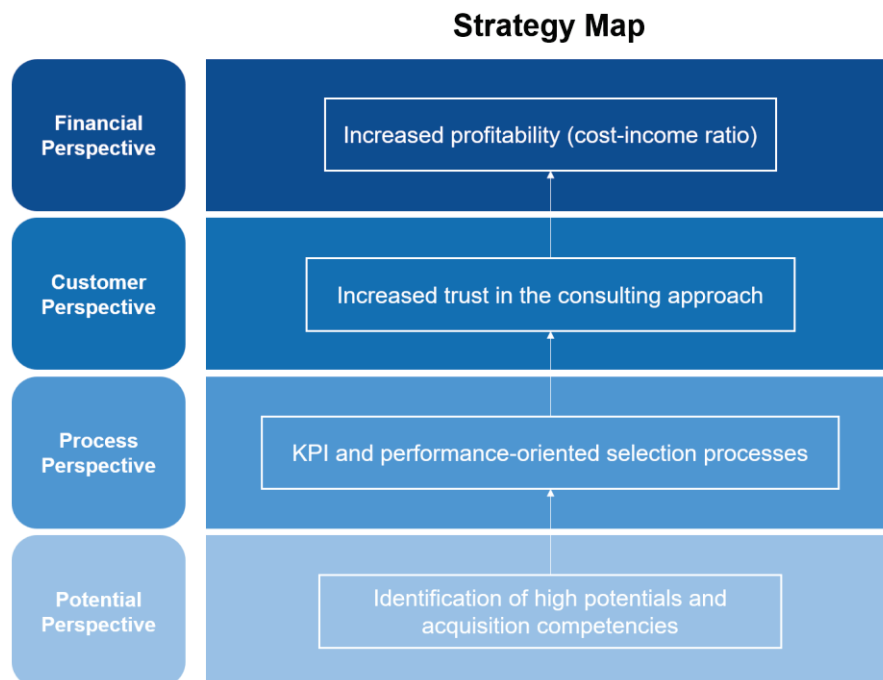 Strategy Map
Financial
Perspective
Increased profitability (cost-income ratio)
Customer
Perspective
Increased trust in the consulting approach
Process
Perspective
KPI and performance-oriented selection processes
Potential
Perspective
Identification of high potentials and
acquisition competencies